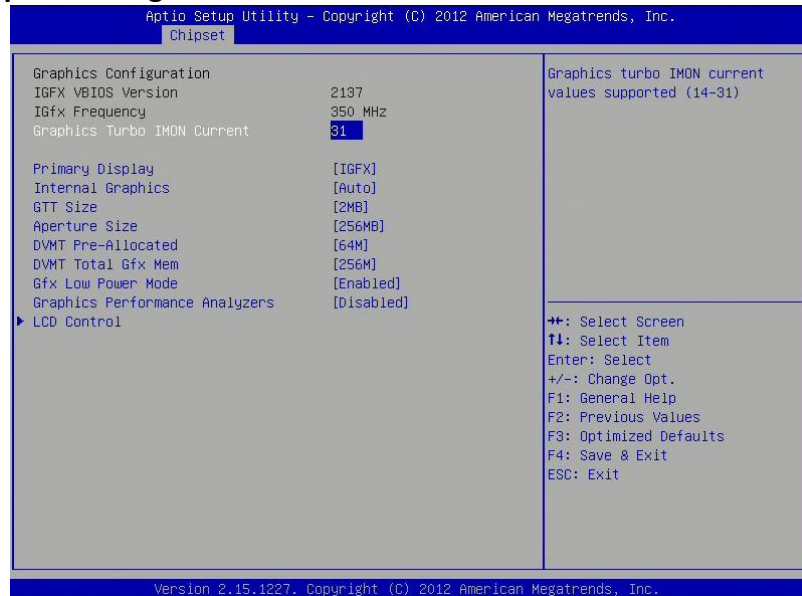 Aptio Setup Utility – Copyright (C) 2012 American Megatrends, Inc.
Chipset
Graphics Configuration
IGFX VBIOS Version 2137
IGfx Frequency 350 MHz
Graphics Turbo IMON Current 31
Primary Display [IGFX]
Internal Graphics [Auto]
GTT Size [2MB]
Aperture Size [256MB]
DVMT Pre-Allocated [64M]
DVMT Total Gfx Mem [256M]
Gfx Low Power Mode [Enabled]
Graphics Performance Analyzers [Disabled]
LCD Control
Graphics turbo IMON current
values supported (14-31)
→←: Select Screen
↑↓: Select Item
Enter: Select
+/-: Change Opt.
F1: General Help
F2: Previous Values
F3: Optimized Defaults
F4: Save & Exit
ESC: Exit
Version 2.15.1227. Copyright (C) 2012 American Megatrends, Inc.